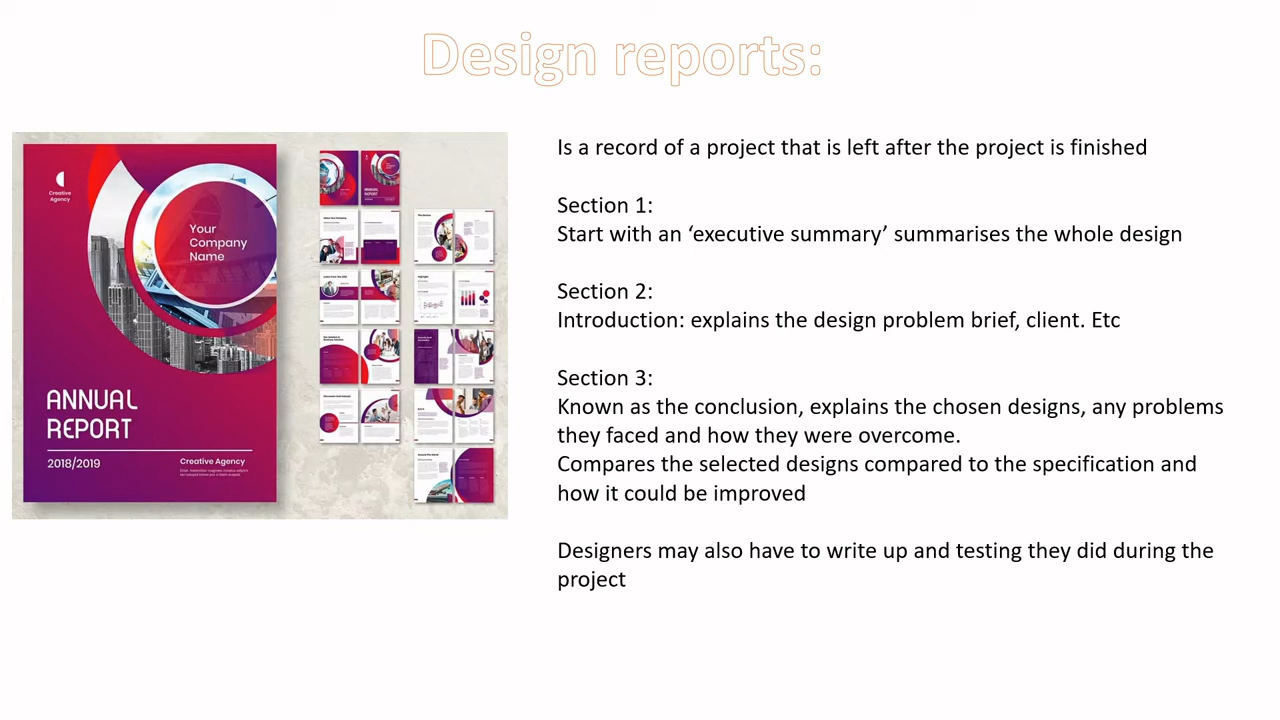 Design reports:
Creative
Agency
Your
Company
Name
ANNUAL
REPORT
2018/2019
Creative Agency
Is a record of a project that is left after the project is finished
Section 1:
Start with an ‘executive summary’ summarises the whole design
Section 2:
Introduction: explains the design problem brief, client. Etc
Section 3:
Known as the conclusion, explains the chosen designs, any problems
they faced and how they were overcome.
Compares the selected designs compared to the specification and
how it could be improved
Designers may also have to write up and testing they did during the
project